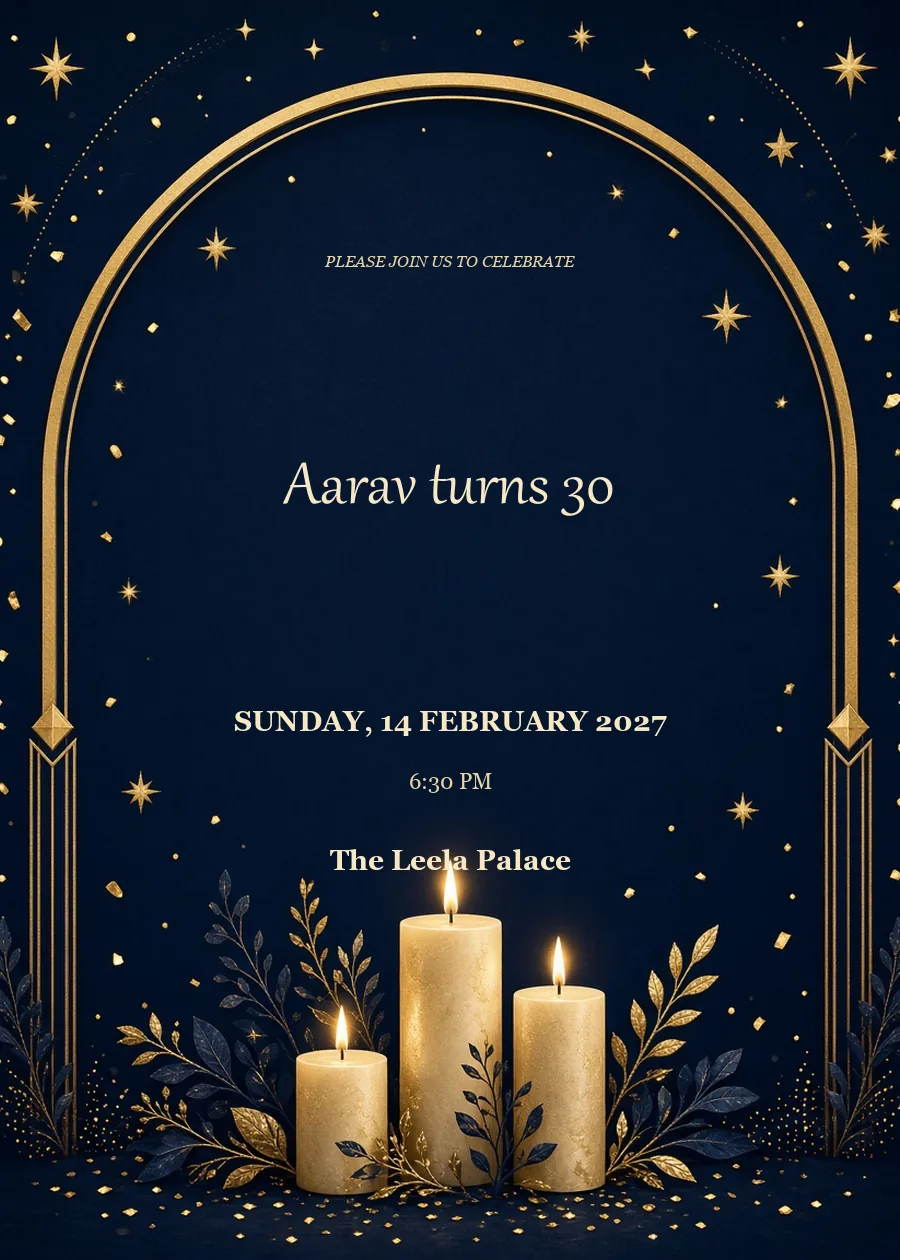 PLEASE JOIN US TO CELEBRATE
Aarav turns 30
SUNDAY, 14 FEBRUARY 2027
6:30 PM
The Leela Palace